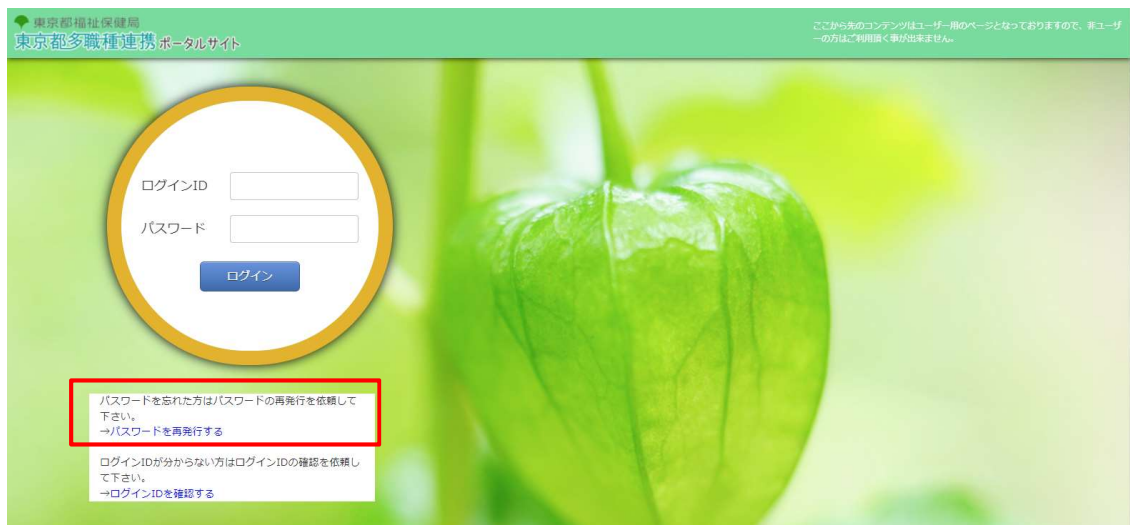 東京都福祉保健局
東京都多職種連携 ポータルサイト
ここから先のコンテンツはユーザー用のページとなっておりますので、非ユーザ
ーの方はご利用頂く事が出来ません。
ログインID
パスワード
ログイン
パスワードを忘れた方はパスワードの再発行を依頼して
下さい。
→パスワードを再発行する
ログインIDが分からない方はログインIDの確認を依頼し
て下さい。
→ログインIDを確認する